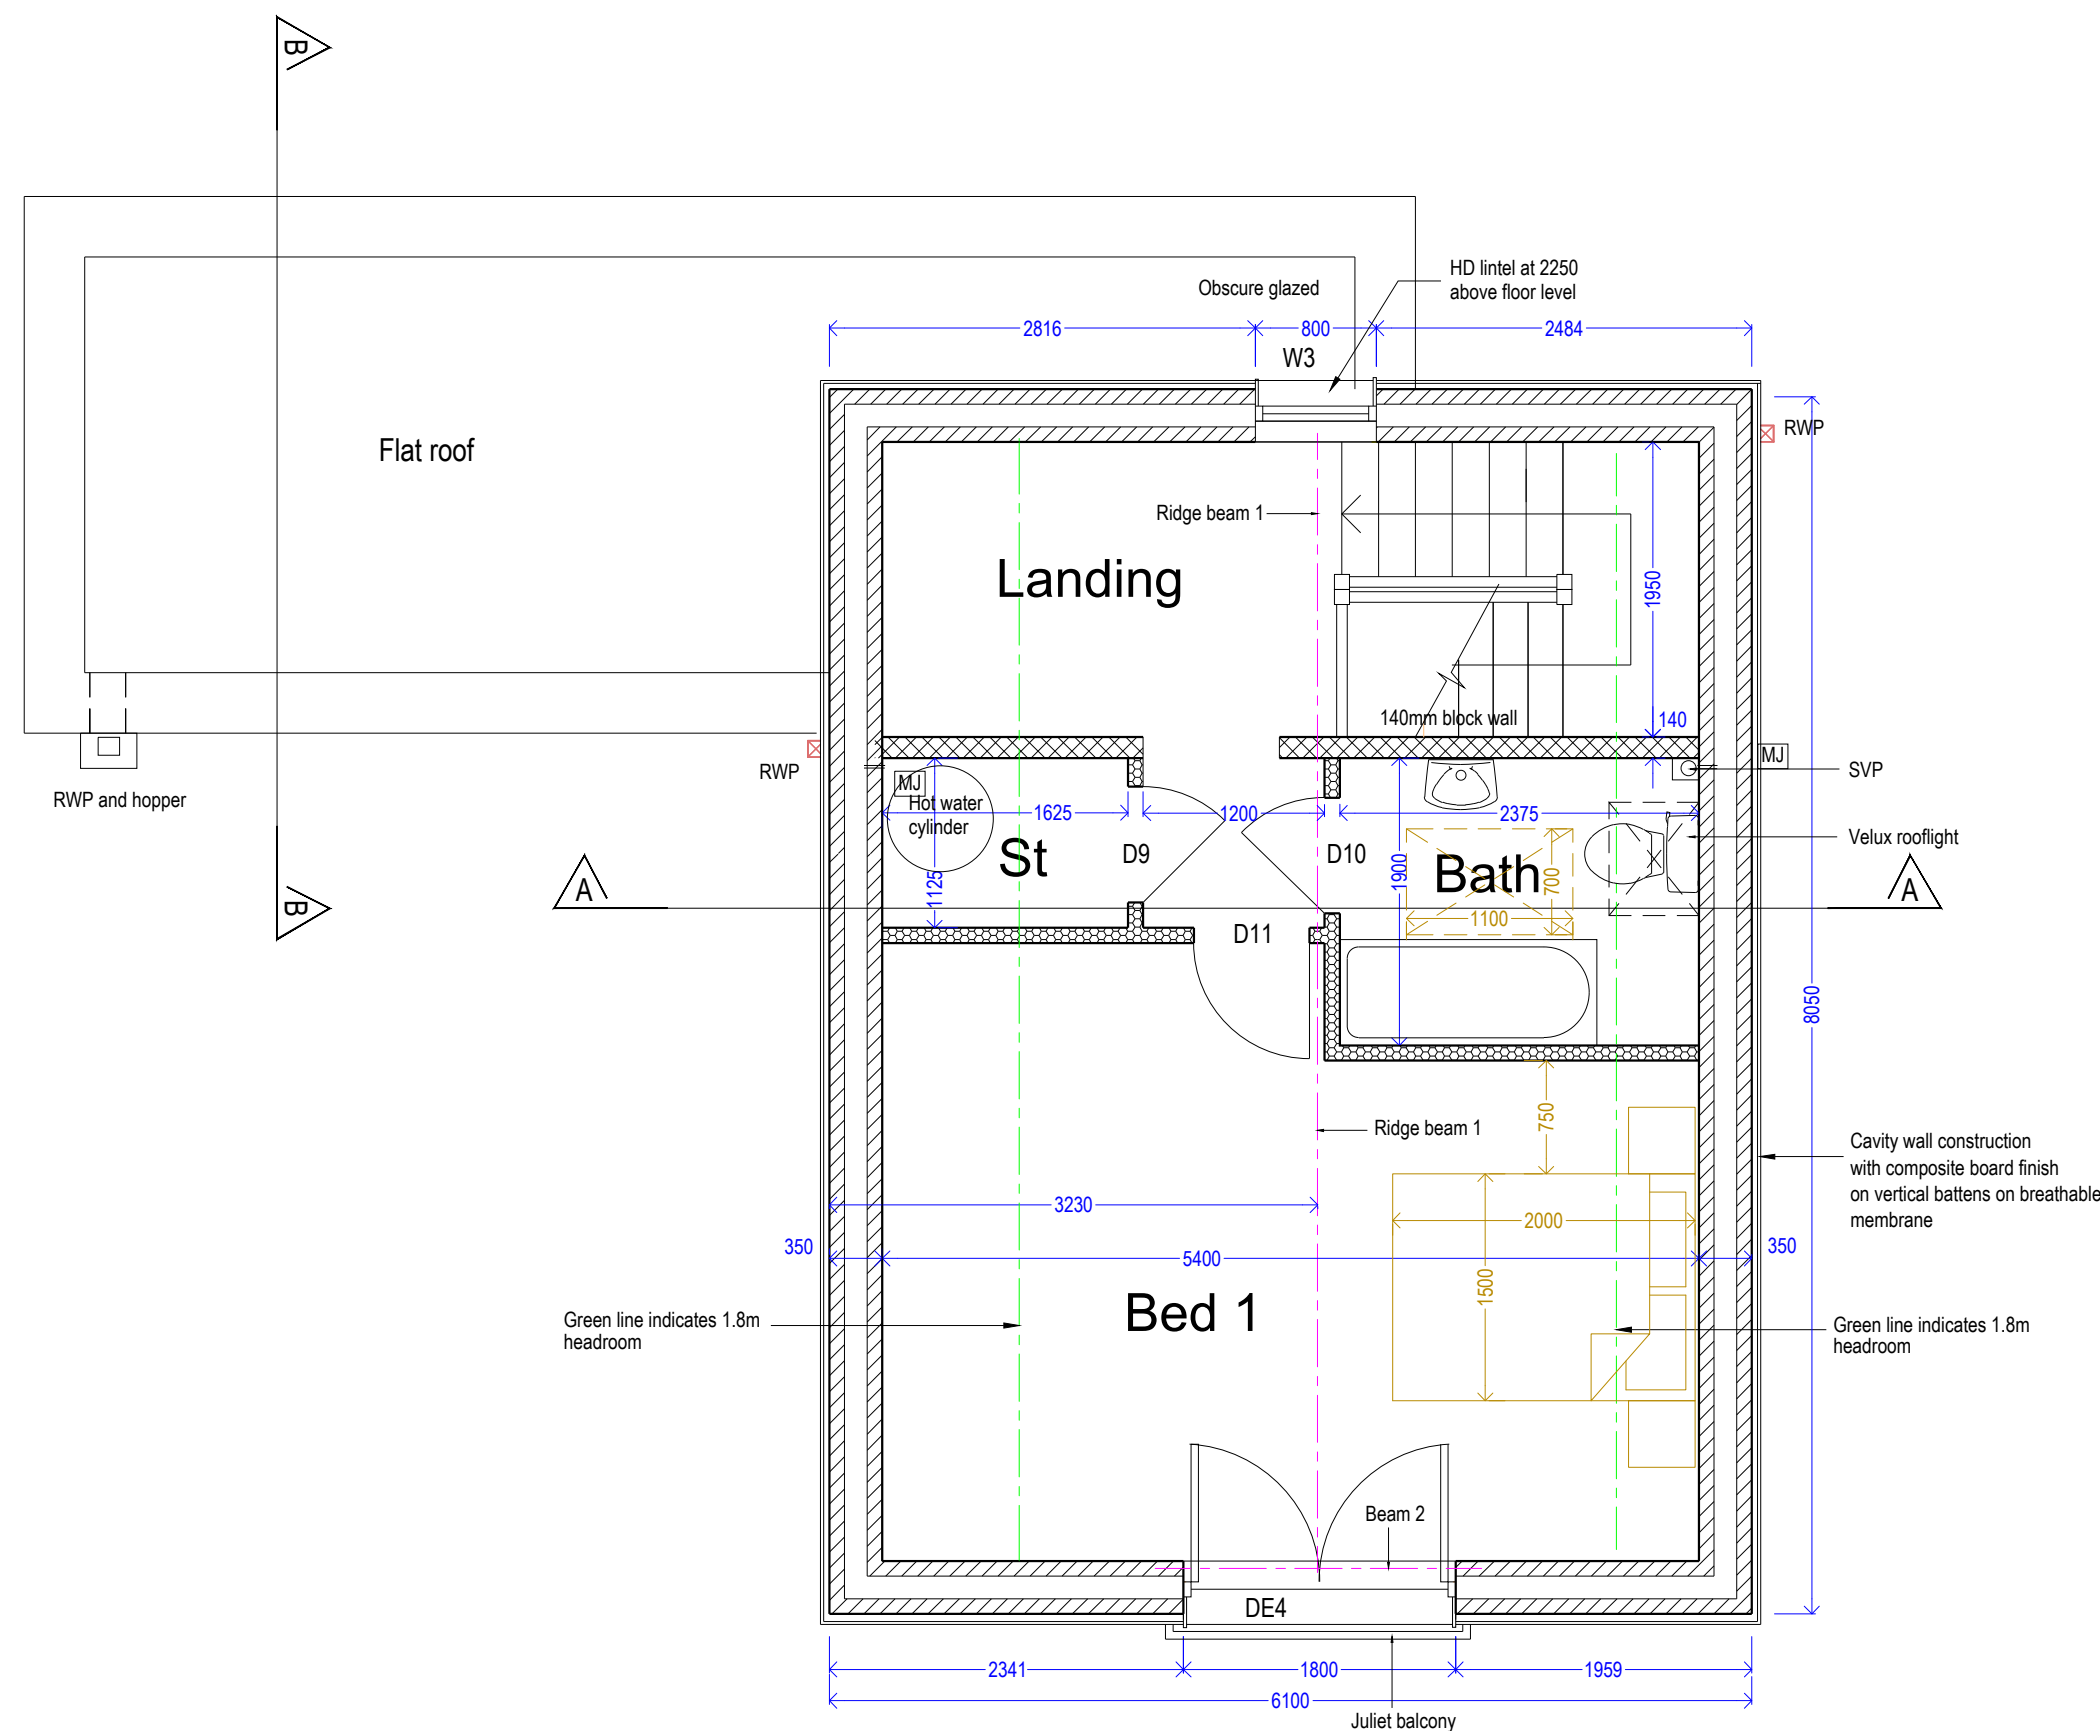 B
HD lintel at 2250
above floor level
Obscure glazed
2816
800
2484
W3
RWP
Flat roof
Ridge beam 1
Landing
1950
140mm block wall
140
RWP
MJ
SVP
RWP and hopper
MJ
Hot water
cylinder
1625
1200
2375
Velux rooflight
St
D9
D10
Bath
1125
1900
700
A
A
B
1100
D11
8050
750
Ridge beam 1
Cavity wall construction
with composite board finish
on vertical battens on breathable
membrane
3230
2000
350
5400
350
1500
Bed 1
Green line indicates 1.8m
headroom
Green line indicates 1.8m
headroom
Beam 2
DE4
2341
1800
1959
6100
Juliet balcony